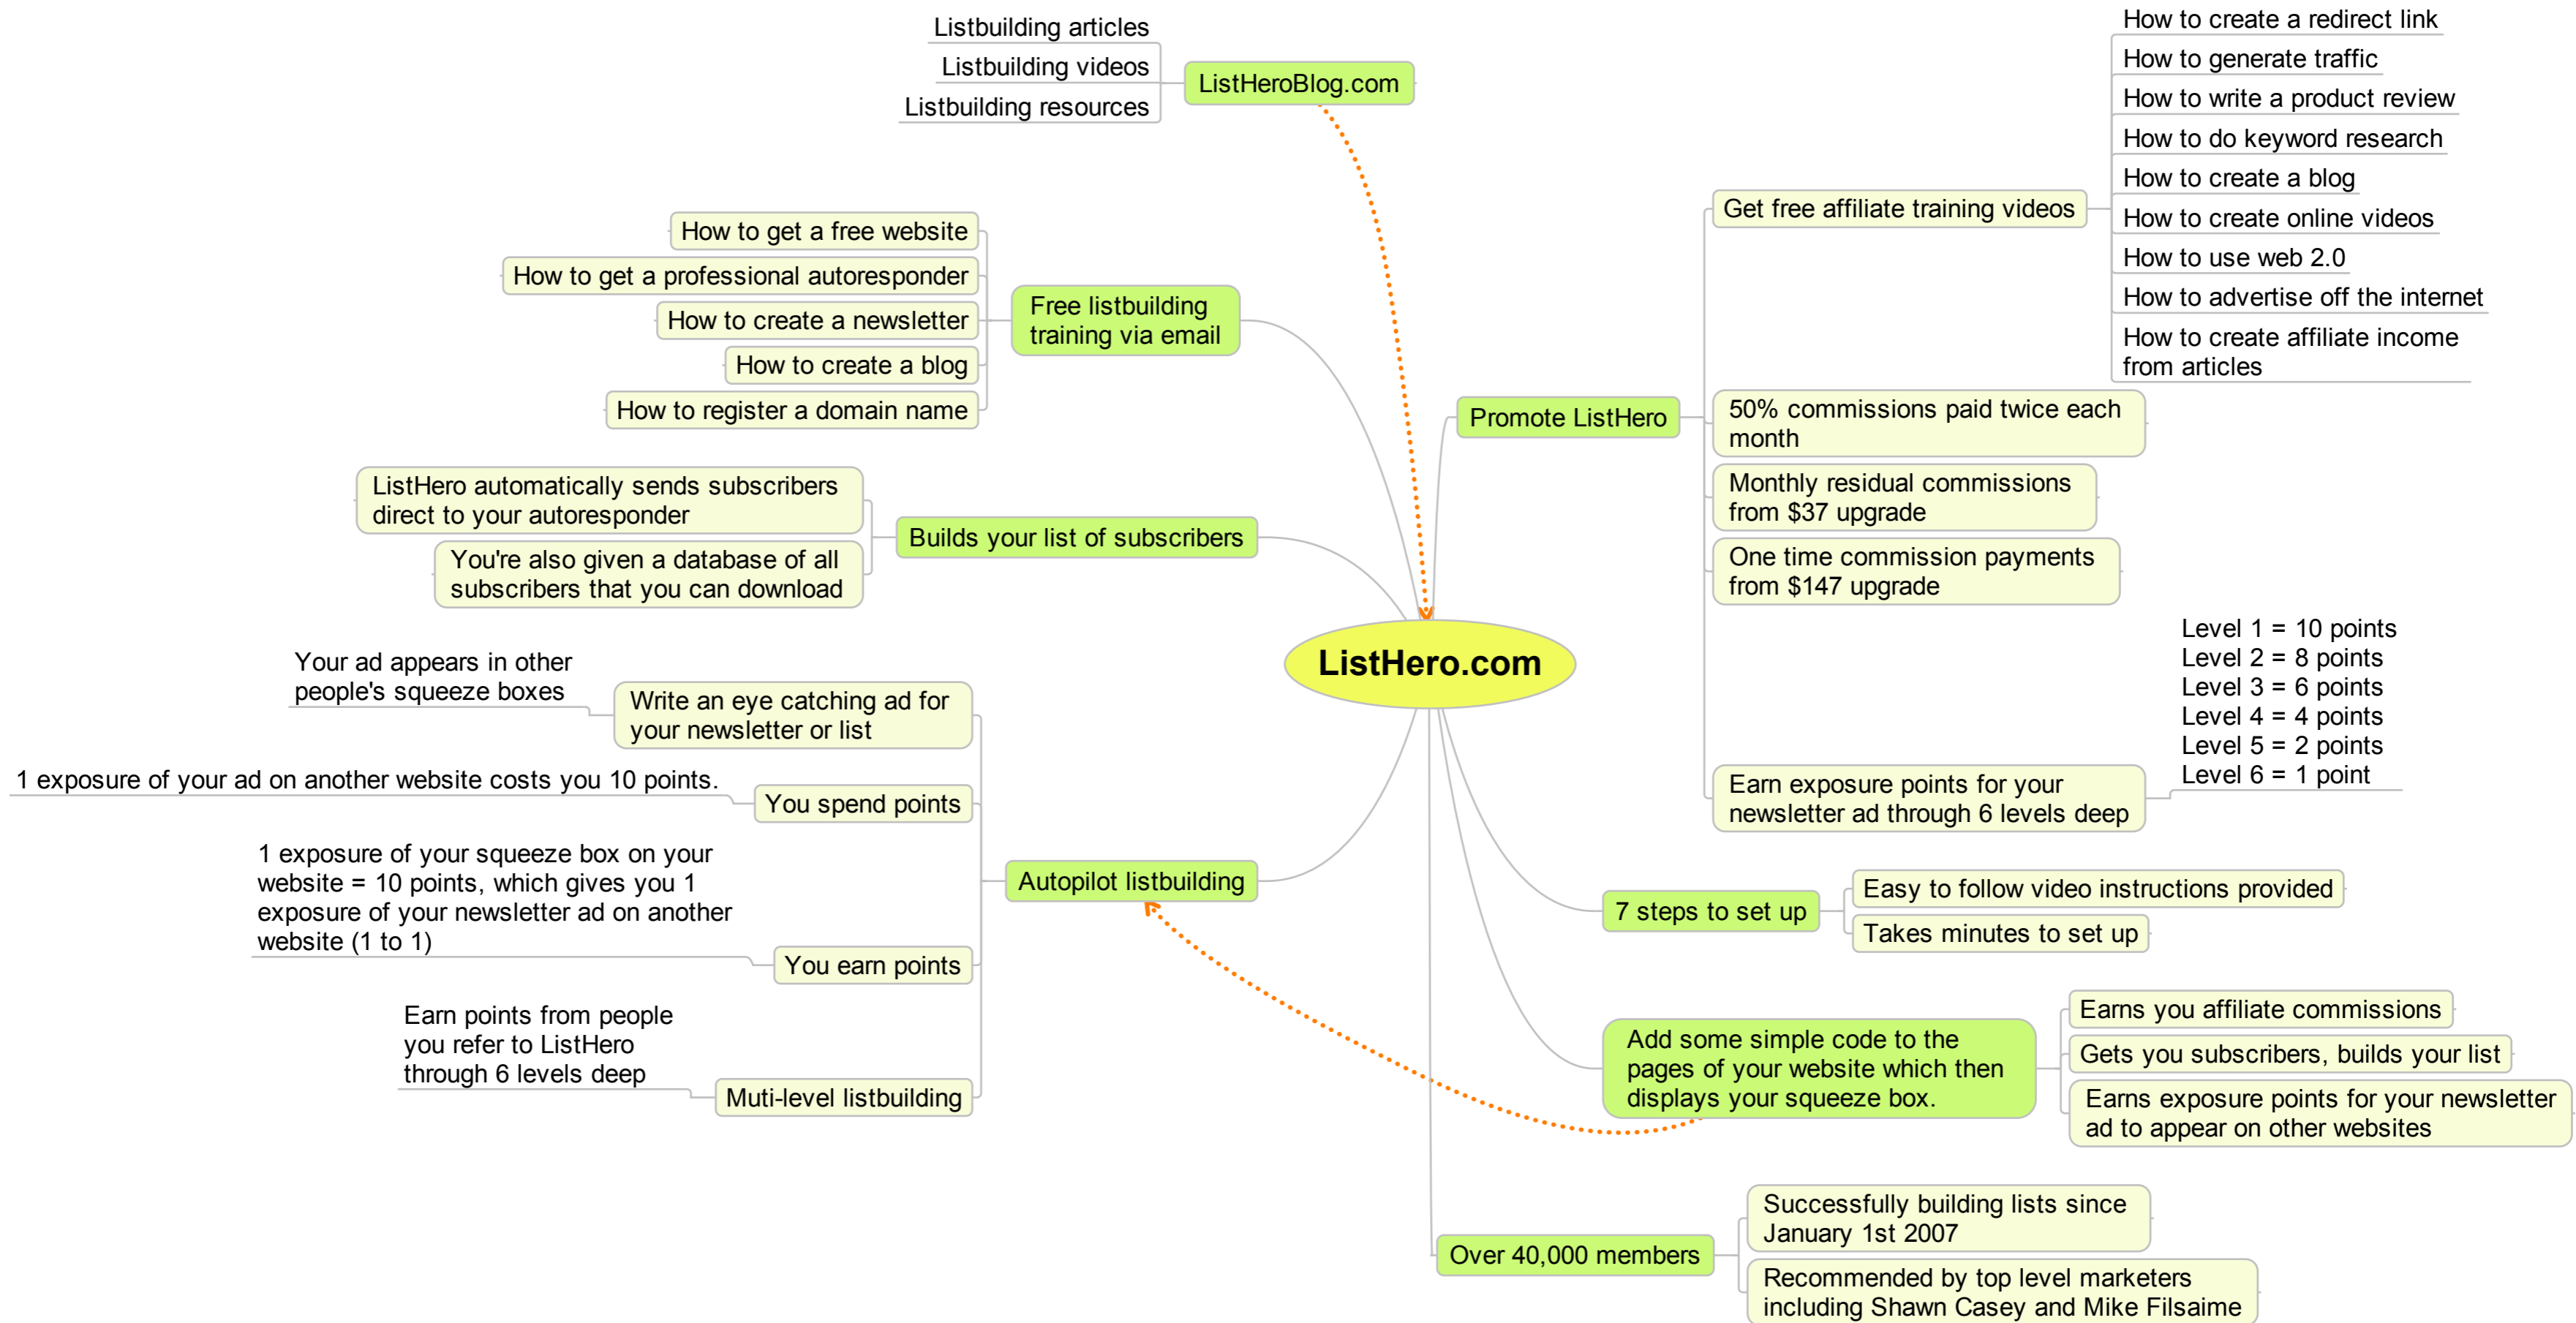 Listbuilding articles
Listbuilding videos
Listbuilding resources
ListHeroBlog.com
How to get a free website
How to get a professional autoresponder
How to create a newsletter
How to create a blog
How to register a domain name
Free listbuilding
training via email
ListHero automatically sends subscribers
direct to your autoresponder
You're also given a database of all
subscribers that you can download
Builds your list of subscribers
Your ad appears in other
people's squeeze boxes
Write an eye catching ad for
your newsletter or list
1 exposure of your ad on another website costs you 10 points.
You spend points
1 exposure of your squeeze box on your
website = 10 points, which gives you 1
exposure of your newsletter ad on another
website (1 to 1)
You earn points
Earn points from people
you refer to ListHero
through 6 levels deep
Muti-level listbuilding
Autopilot listbuilding
ListHero.com
Promote ListHero
Get free affiliate training videos
How to create a redirect link
How to generate traffic
How to write a product review
How to do keyword research
How to create a blog
How to create online videos
How to use web 2.0
How to advertise off the internet
How to create affiliate income
from articles
50% commissions paid twice each
month
Monthly residual commissions
from $37 upgrade
One time commission payments
from $147 upgrade
Earn exposure points for your
newsletter ad through 6 levels deep
Level 1 = 10 points
Level 2 = 8 points
Level 3 = 6 points
Level 4 = 4 points
Level 5 = 2 points
Level 6 = 1 point
7 steps to set up
Easy to follow video instructions provided
Takes minutes to set up
Add some simple code to the
pages of your website which then
displays your squeeze box.
Earns you affiliate commissions
Gets you subscribers, builds your list
Earns exposure points for your newsletter
ad to appear on other websites
Over 40,000 members
Successfully building lists since
January 1st 2007
Recommended by top level marketers
including Shawn Casey and Mike Filsaime